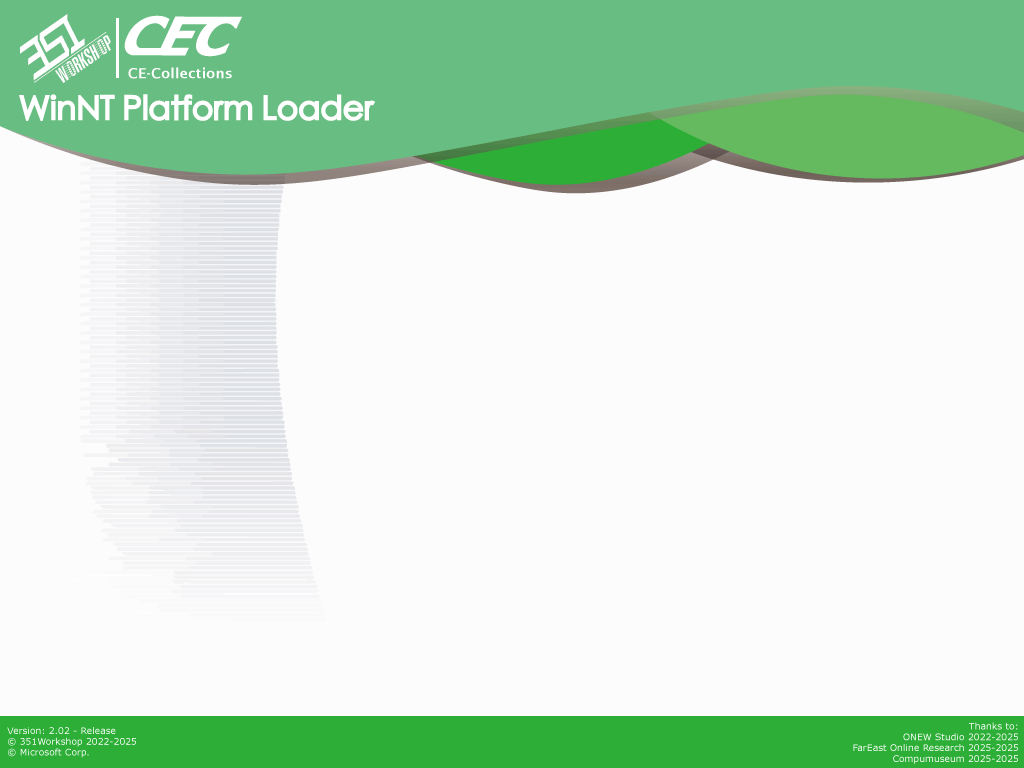 351
WORKSHOP
CEC
CE-Collections
WinNT Platform Loader
Version: 2.02 - Release
© 351Workshop 2022-2025
© Microsoft Corp.
Thanks to:
ONEW Studio 2022-2025
FarEast Online Research 2025-2025
Compumuseum 2025-2025